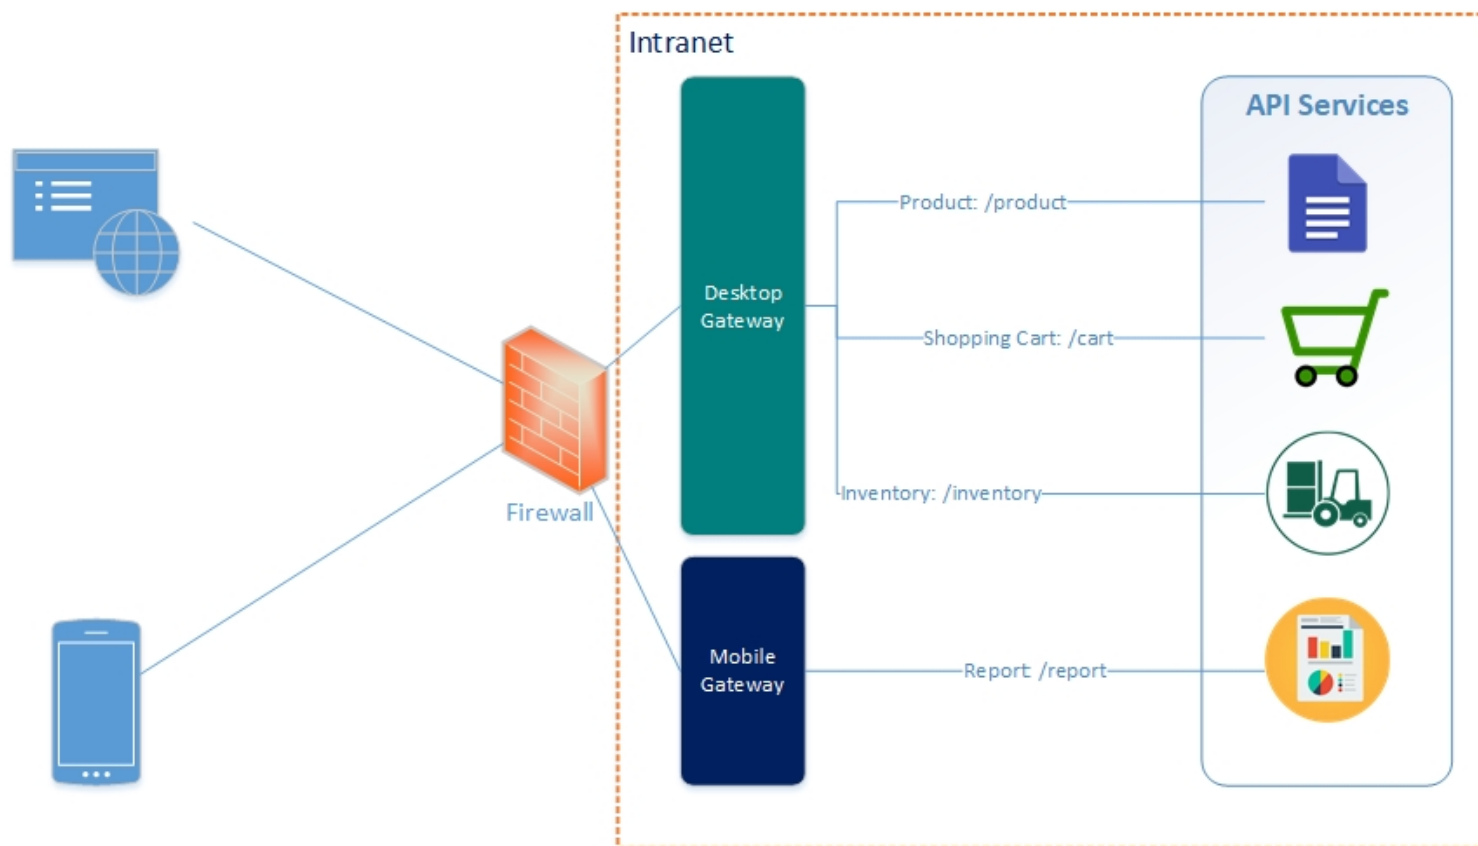 Intranet
API Services
Product: /product
Desktop
Gateway
Shopping Cart: /cart
Inventory: /inventory
Firewall
Mobile
Gateway
Report: /report